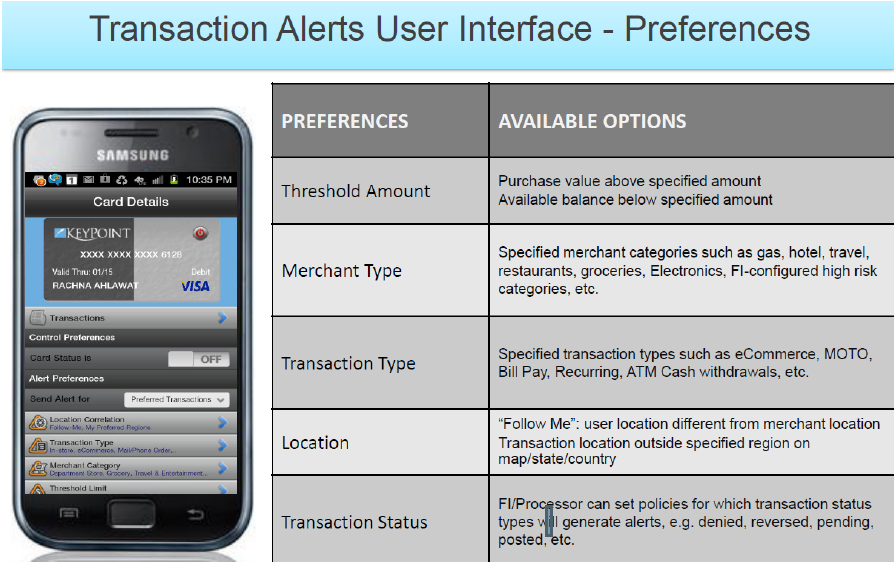 Transaction Alerts User Interface - Preferences
SAMSUNG
1
10:35 PM
Card Details
KEYPOINT
XXXX XXXX XXXX 6128
Valid Thru: 01/15
Debit
RACHNA AHLAWAT
VISA
Transactions
Control Preferences
Card Status is
OFF
Alert Preferences
Send Alert for
Preferred Transactions
Location Correlation
Follow-Me, My Preferred Regions
Transaction Type
In-store, eCommerce, Mail/Phone Order,...
Merchant Category
Department Store, Grocery, Travel & Entertainment...
Threshold Limit
PREFERENCES
AVAILABLE OPTIONS
Threshold Amount
Purchase value above specified amount
Available balance below specified amount
Merchant Type
Specified merchant categories such as gas, hotel, travel,
restaurants, groceries, Electronics, FI-configured high risk
categories, etc.
Transaction Type
Specified transaction types such as eCommerce, MOTO,
Bill Pay, Recurring, ATM Cash withdrawals, etc.
Location
“Follow Me”: user location different from merchant location
Transaction location outside specified region on
map/state/country
Transaction Status
FI/Processor can set policies for which transaction status
types will generate alerts, e.g. denied, reversed, pending,
posted, etc.